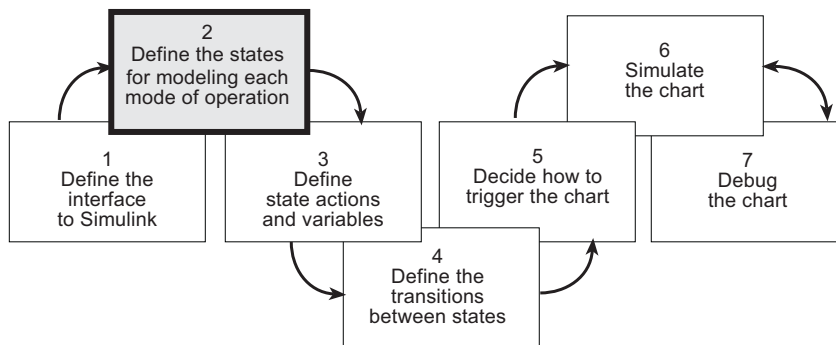 1
Define the
interface
to Simulink
2
Define the states
for modeling each
mode of operation
3
Define
state actions
and variables
4
Define the
transitions
between states
5
Decide how to
trigger the chart
6
Simulate
the chart
7
Debug
the chart